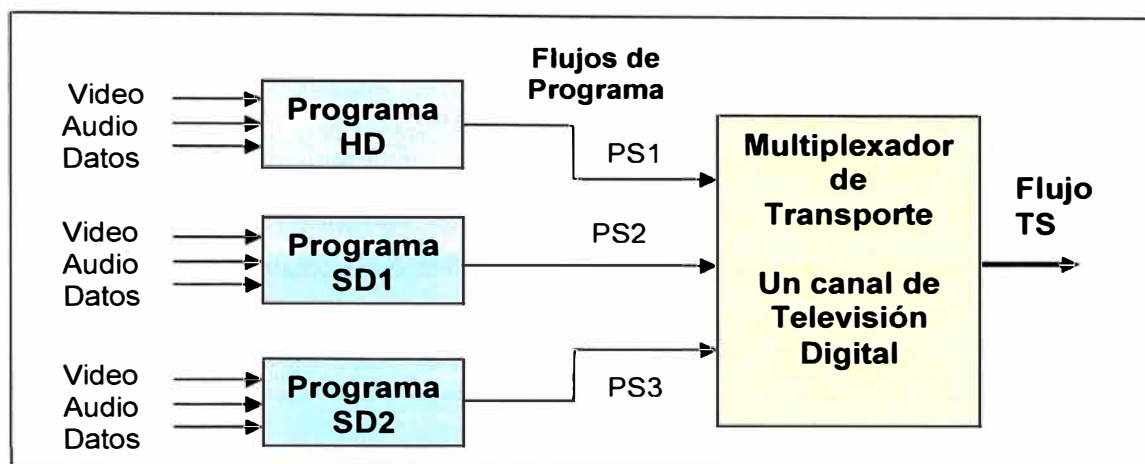 Flujos de
Programa
Video
Audio
Datos
Programa
HD
PS1
Video
Audio
Datos
Programa
SD1
PS2
Video
Audio
Datos
Programa
SD2
PS3
Multiplexador
de
Transporte
Un canal de
Televisión
Digital
Flujo
TS